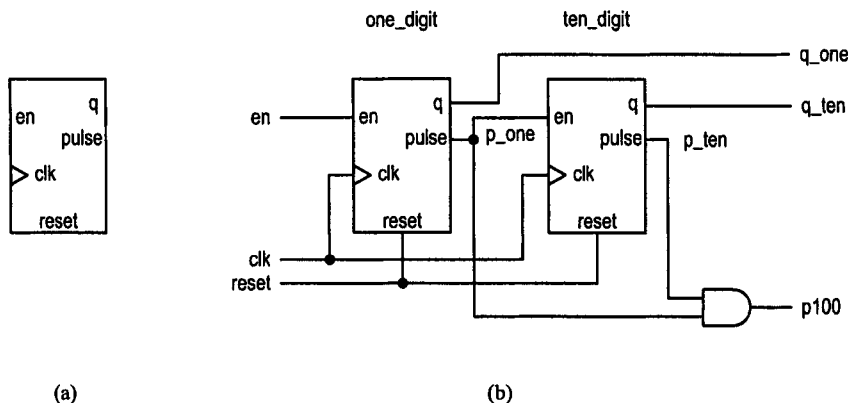 one_digit
ten_digit
q
en
pulse
clk
reset
en
q
en
pulse
clk
reset
p_one
q
en
pulse
clk
reset
p_ten
q_one
q_ten
clk
reset
p100
(a)
(b)